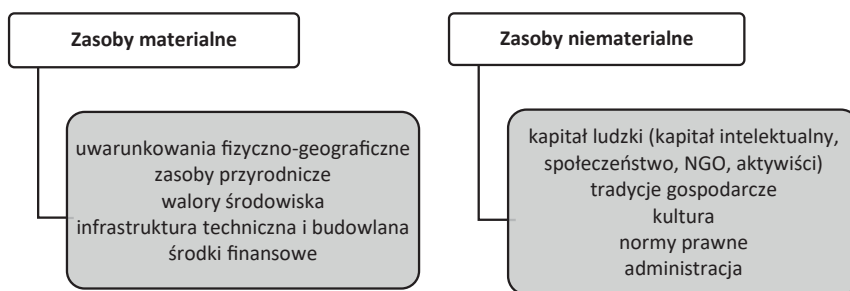 Zasoby materialne
uwarunkowania fizyczno-geograficzne
zasoby przyrodnicze
walory środowiska
infrastruktura techniczna i budowlana
środki finansowe
Zasoby niematerialne
kapitał ludzki (kapitał intelektualny,
społeczeństwo, NGO, aktywiści)
tradycje gospodarcze
kultura
normy prawne
administracja